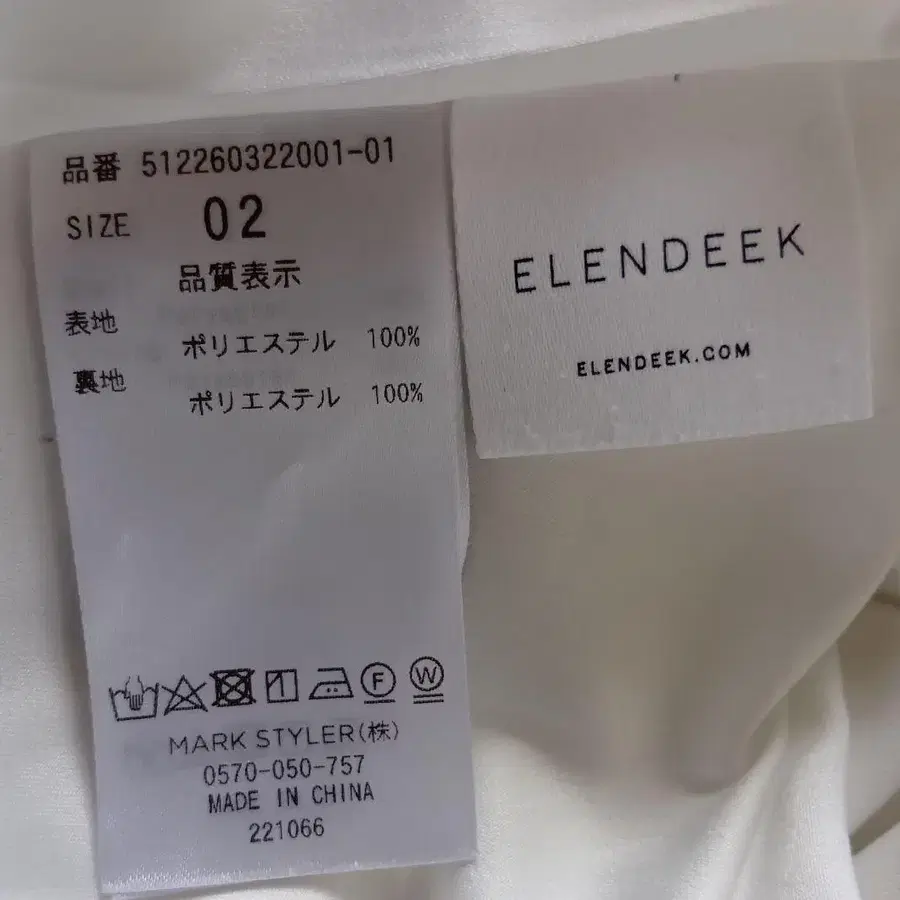 品番 512260322001-01
SIZE 02
品質表示
表地
ポリエステル 100%
裏地
ポリエステル 100%
F W
MARK STYLER(株)
0570-050-757
MADE IN CHINA
221066
ELENDEEK
ELENDEEK.COM